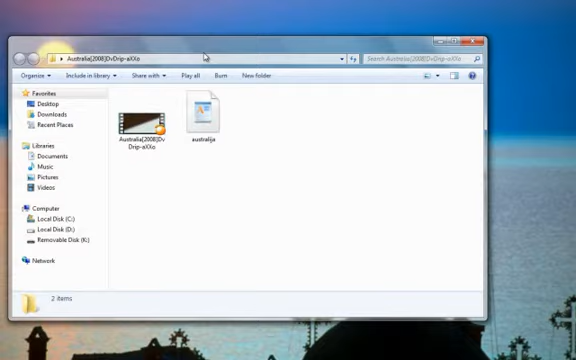 Australia[2008]DvDrip-aXXo
Search Australia[2008]DvDrip-aXXo
Organize
Include in library
Share with
Play all
Burn
New folder
Favorites
Desktop
Downloads
Recent Places
Libraries
Documents
Music
Pictures
Videos
Computer
Local Disk (C:)
Local Disk (D:)
Removable Disk (K:)
Network
Australia[2008]Dv
Drip-aXXo
australija
2 items